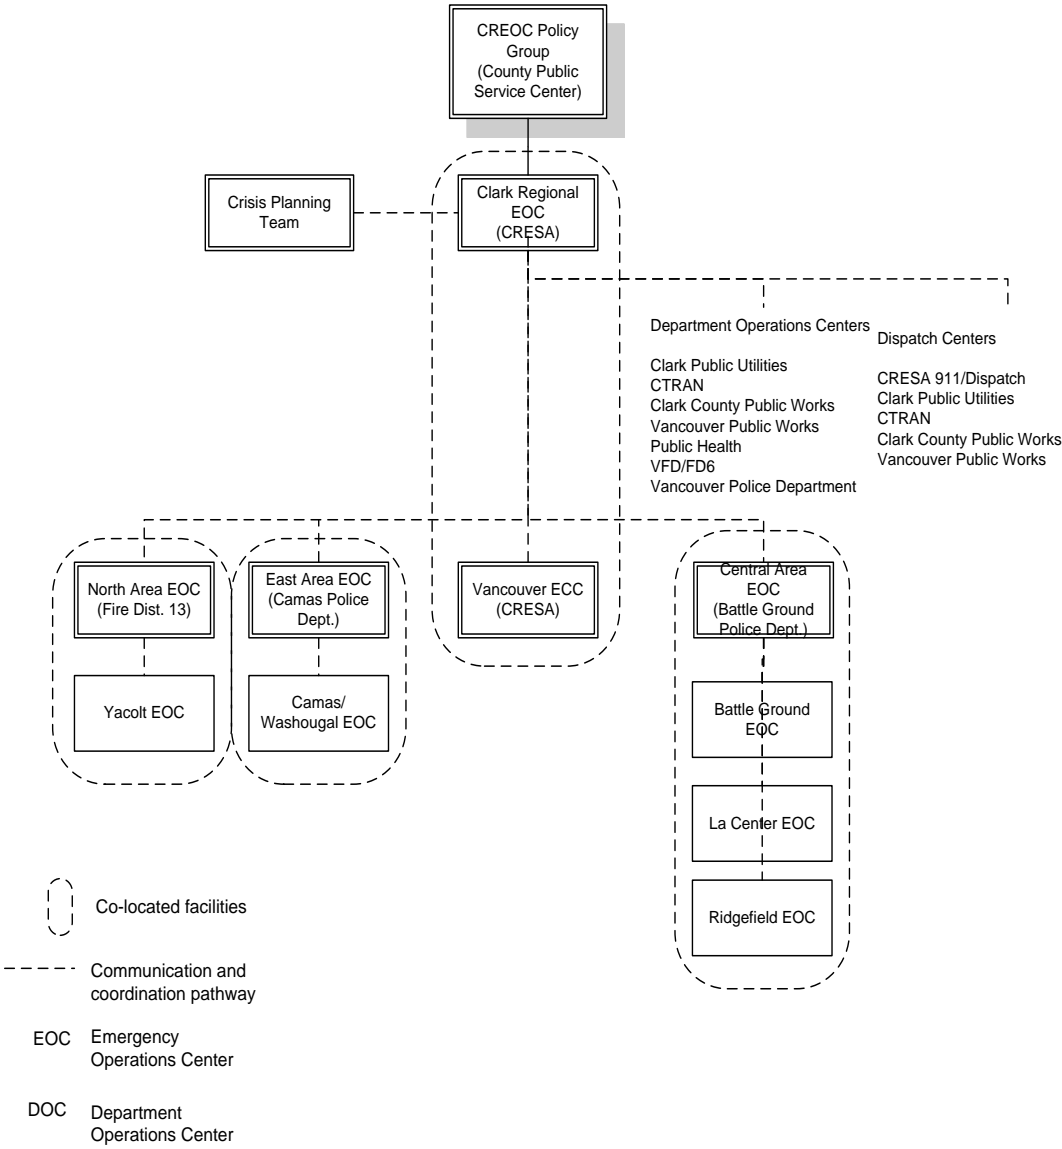 CREOC Policy
Group
(County Public
Service Center)
Crisis Planning
Team
Clark Regional
EOC
(CRESA)
Department Operations Centers
Clark Public Utilities
CTRAN
Clark County Public Works
Vancouver Public Works
Public Health
VFD/FD6
Vancouver Police Department
Dispatch Centers
CRESA 911/Dispatch
Clark Public Utilities
CTRAN
Clark County Public Works
Vancouver Public Works
North Area EOC
(Fire Dist. 13)
East Area EOC
(Camas Police
Dept.)
Vancouver ECC
(CRESA)
Central Area
EOC
(Battle Ground
Police Dept.)
Yacolt EOC
Camas/
Washougal EOC
Battle Ground
EOC
La Center EOC
Ridgefield EOC
Co-located facilities
Communication and
coordination pathway
EOC Emergency
Operations Center
DOC Department
Operations Center